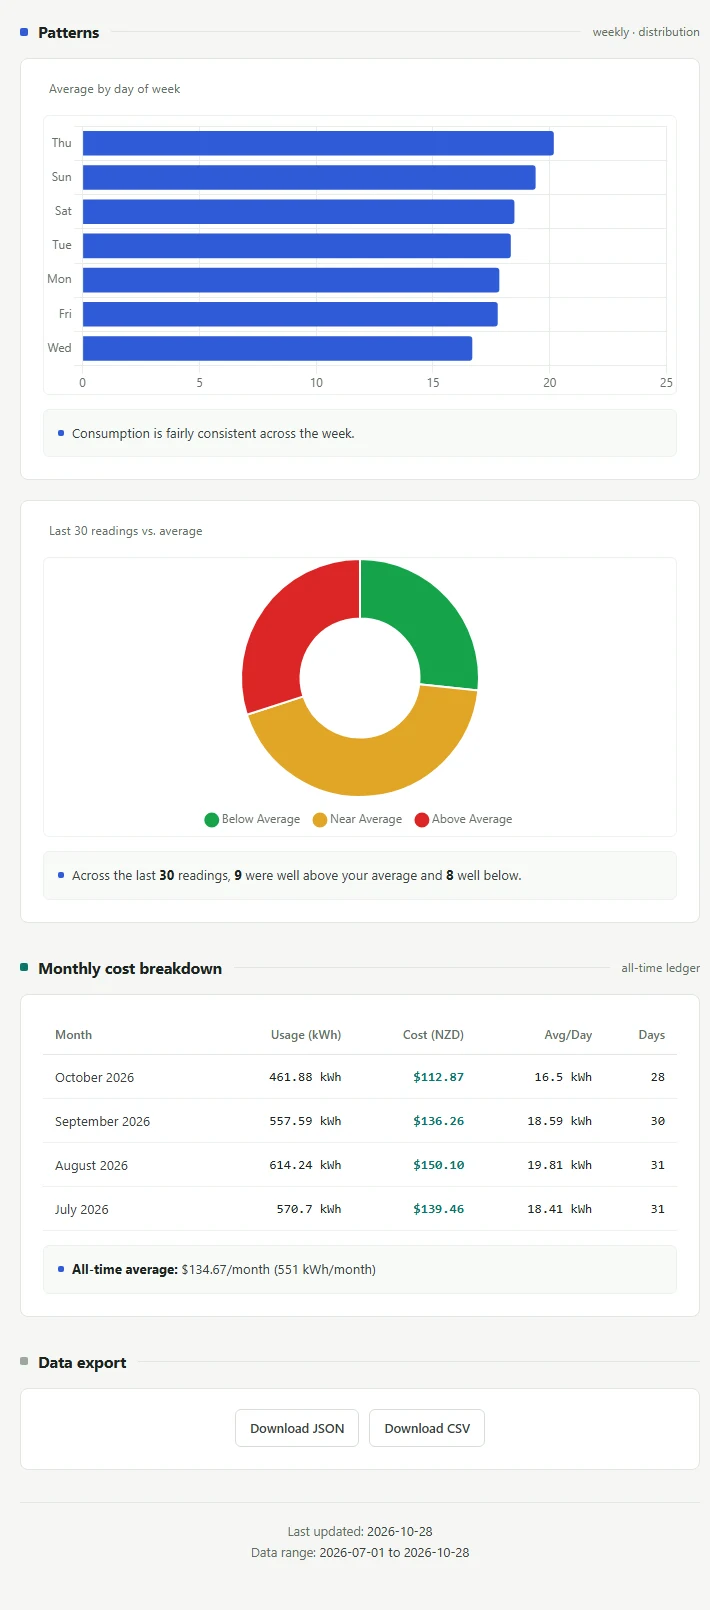 Patterns weekly · distribution
Average by day of week
Thu
Sun
Sat
Tue
Mon
Fri
Wed
0 5 10 15 20 25
Consumption is fairly consistent across the week.
Last 30 readings vs. average
Below Average Near Average Above Average
Across the last 30 readings, 9 were well above your average and 8 well below.
Monthly cost breakdown all-time ledger
Month Usage (kWh) Cost (NZD) Avg/Day Days
October 2026 461.88 kWh $112.87 16.5 kWh 28
September 2026 557.59 kWh $136.26 18.59 kWh 30
August 2026 614.24 kWh $150.10 19.81 kWh 31
July 2026 570.7 kWh $139.46 18.41 kWh 31
All-time average: $134.67/month (551 kWh/month)
Data export
Download JSON Download CSV
Last updated: 2026-10-28
Data range: 2026-07-01 to 2026-10-28